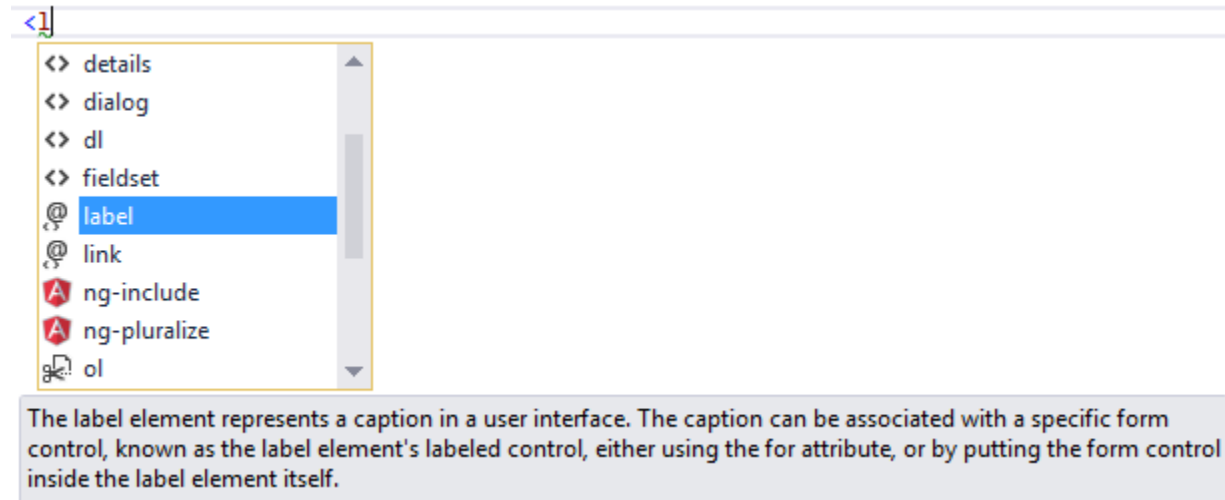 <l
details
dialog
dl
fieldset
label
link
ng-include
ng-pluralize
ol
The label element represents a caption in a user interface. The caption can be associated with a specific form
control, known as the label element's labeled control, either using the for attribute, or by putting the form control
inside the label element itself.